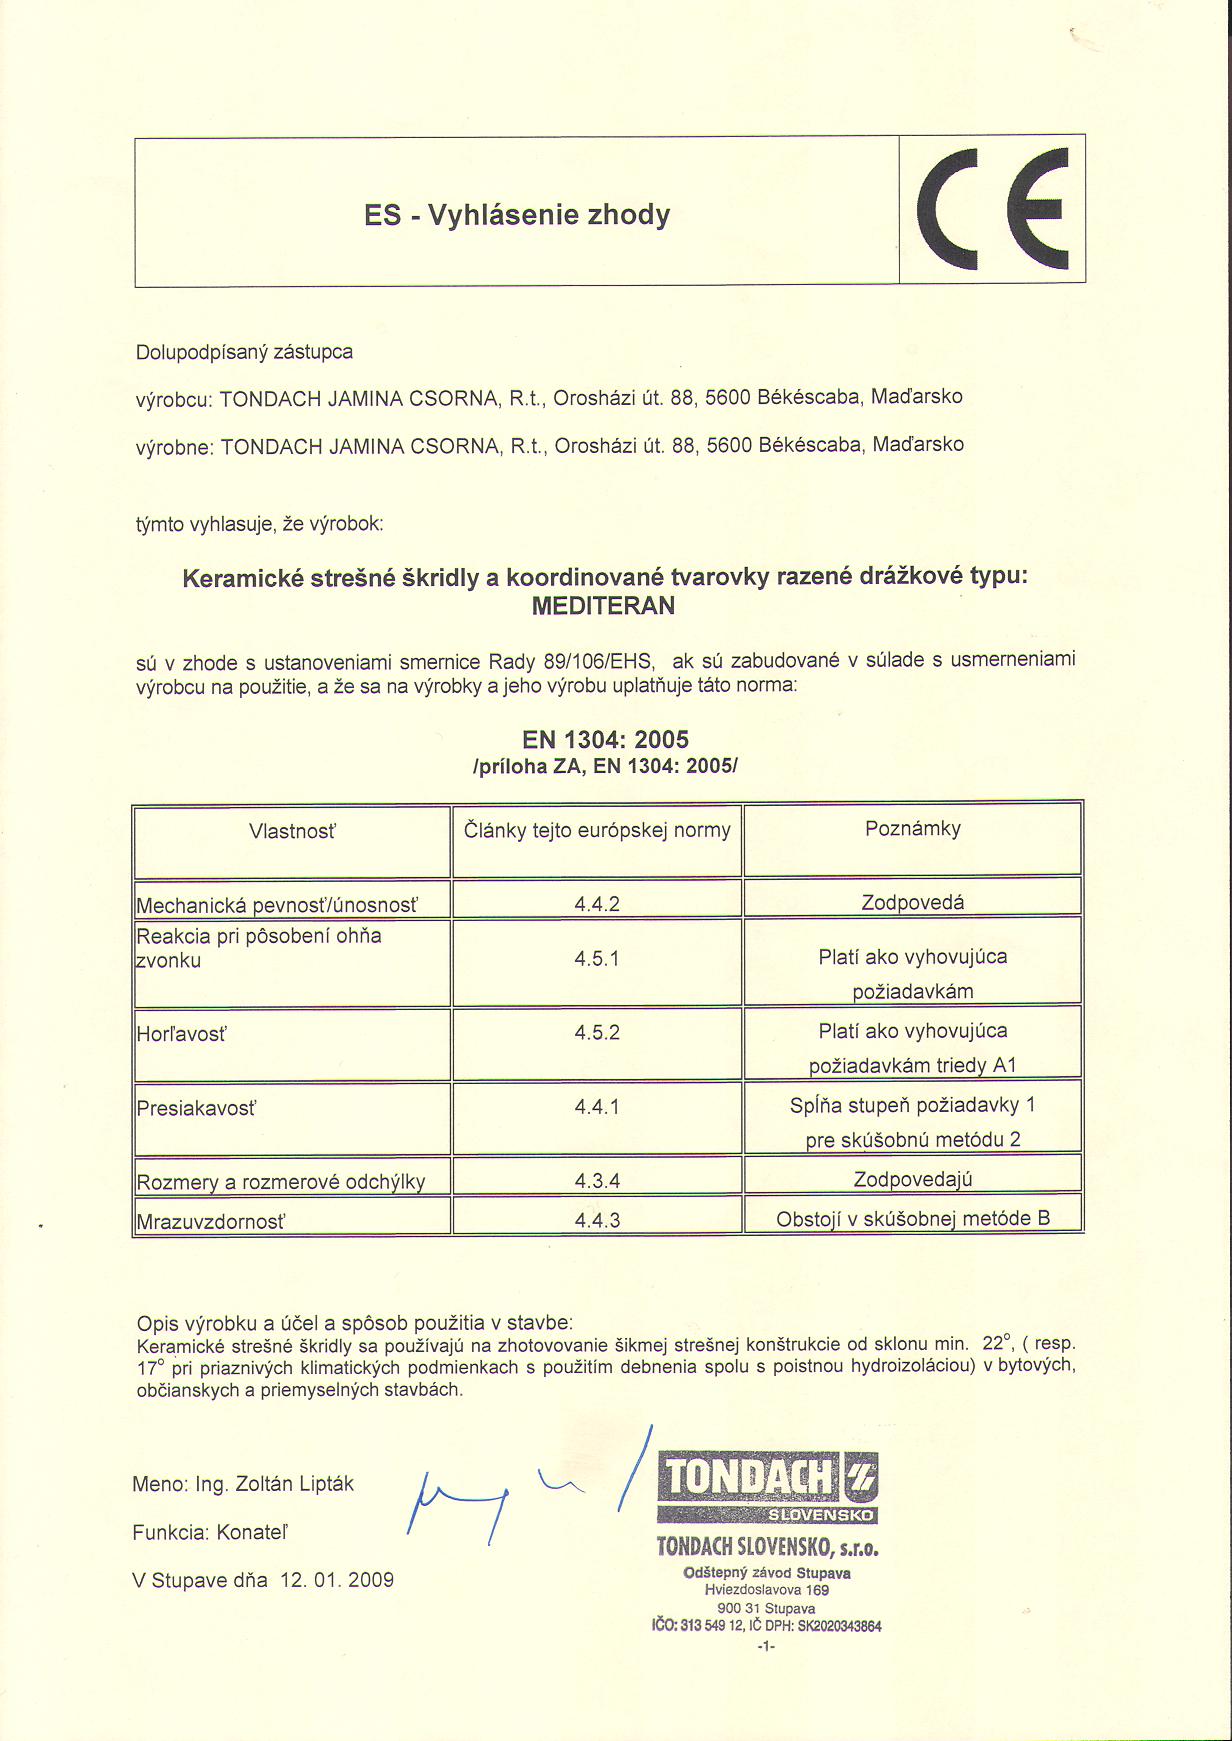 ES - Vyhlásenie zhody
CE
Dolupodpísaný zástupca
výrobcu: TONDACH JAMINA CSORNA, R.t., Orosházi út. 88, 5600 Békéscaba, Maďarsko
výrobne: TONDACH JAMINA CSORNA, R.t., Orosházi út. 88, 5600 Békéscaba, Maďarsko
týmto vyhlasuje, že výrobok:
Keramické strešné škridly a koordinované tvarovky razené drážkové typu:
MEDITERAN
sú v zhode s ustanoveniami smernice Rady 89/106/EHS, ak sú zabudované v súlade s usmerneniami
výrobcu na použitie, a že sa na výrobky a jeho výrobu uplatňuje táto norma:
EN 1304: 2005
/príloha ZA, EN 1304: 2005/
Vlastnosť Články tejto európskej normy Poznámky
Mechanická pevnosť/únosnosť 4.4.2 Zodpovedá
Reakcia pri pôsobení ohňa
zvonku 4.5.1 Platí ako vyhovujúca
požiadavkám
Horľavosť 4.5.2 Platí ako vyhovujúca
požiadavkám triedy A1
Presiakavosť 4.4.1 Spĺňa stupeň požiadavky 1
pre skúšobnú metódu 2
Rozmery a rozmerové odchýlky 4.3.4 Zodpovedajú
Mrazuvzdornosť 4.4.3 Obstojí v skúšobnej metóde B
Opis výrobku a účel a spôsob použitia v stavbe:
Keramické strešné škridly sa používajú na zhotovovanie šikmej strešnej konštrukcie od sklonu min. 22°, ( resp.
17° pri priaznivých klimatických podmienkach s použitím debnenia spolu s poistnou hydroizoláciou) v bytových,
občianskych a priemyselných stavbách.
Meno: Ing. Zoltán Lipták
Funkcia: Konateľ
V Stupave dňa 12. 01. 2009
TONDACH
SLOVENSKO
TONDACH SLOVENSKO, s.r.o.
Odštepný závod Stupava
Hviezdoslavova 169
900 31 Stupava
IČO: 313 549 12, IČ DPH: SK2020343864
-1-